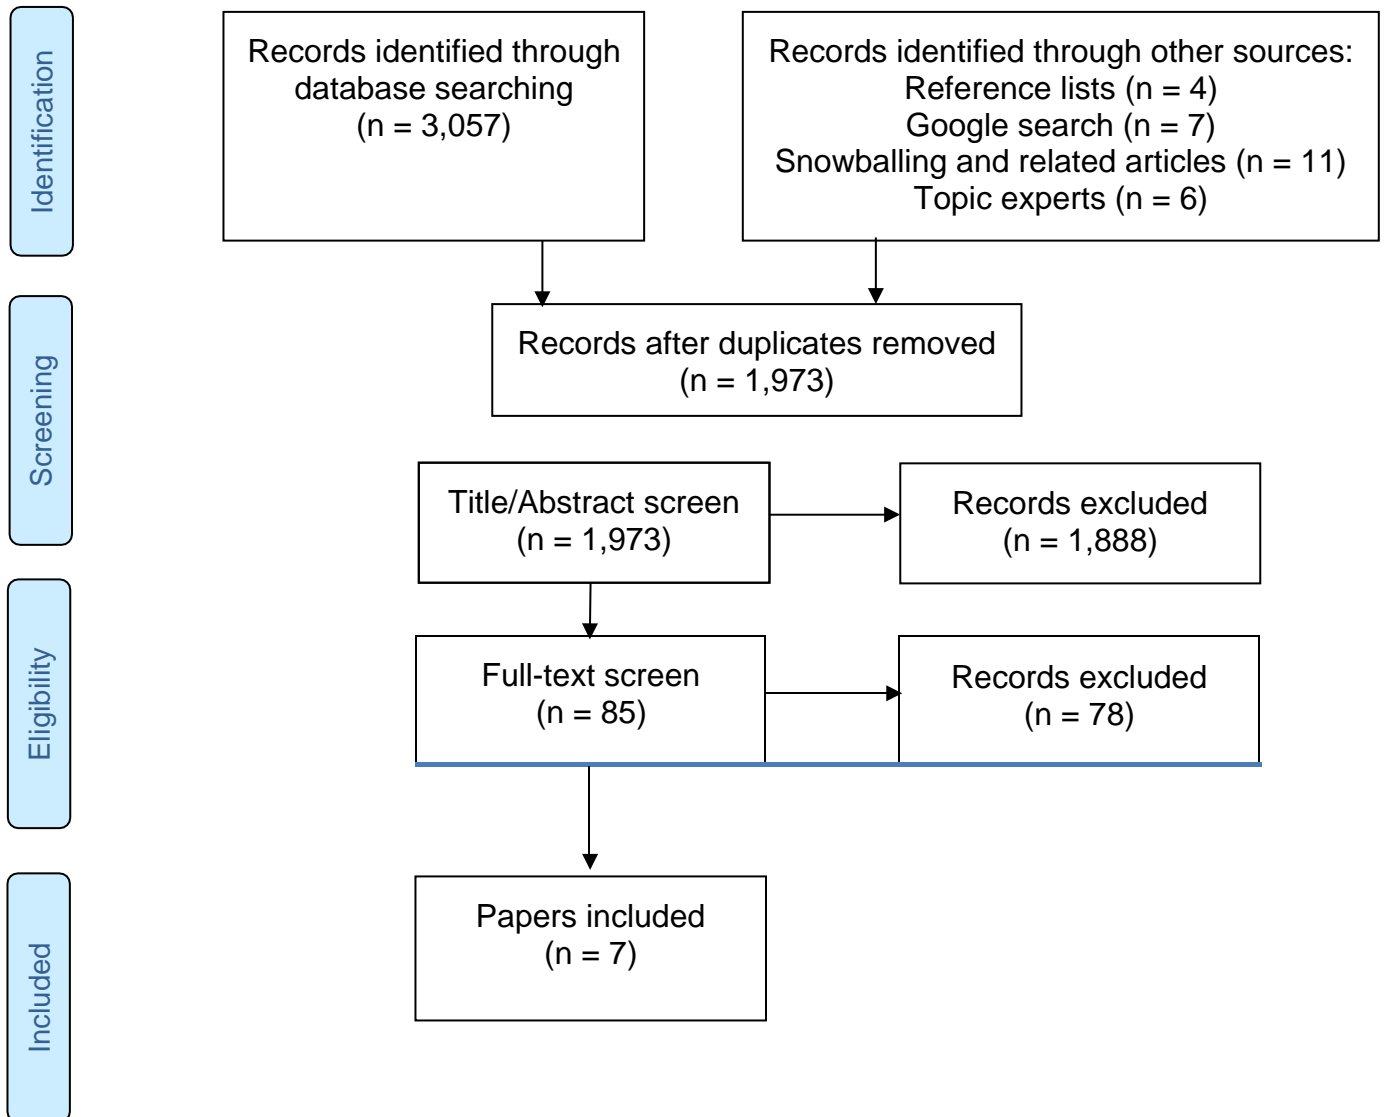 Identification
Records identified through
database searching
(n = 3,057)
Records identified through other sources:
Reference lists (n = 4)
Google search (n = 7)
Snowballing and related articles (n = 11)
Topic experts (n = 6)
Screening
Records after duplicates removed
(n = 1,973)
Title/Abstract screen
(n = 1,973)
Records excluded
(n = 1,888)
Eligibility
Full-text screen
(n = 85)
Records excluded
(n = 78)
Included
Papers included
(n = 7)